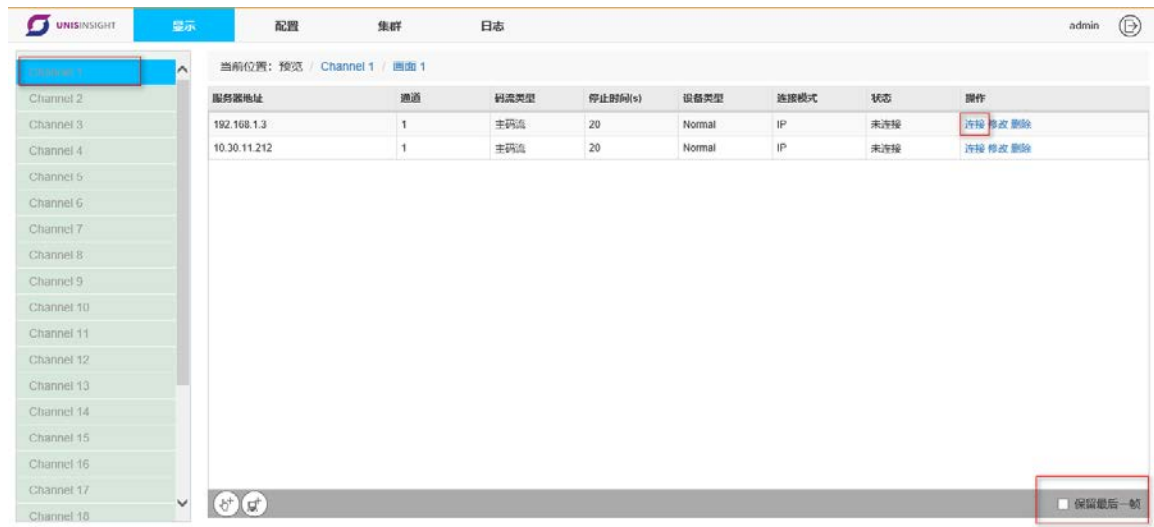 UNISINSIGHT 显示 配置 集群 日志 admin
Channel 1
Channel 2
Channel 3
Channel 4
Channel 5
Channel 6
Channel 7
Channel 8
Channel 9
Channel 10
Channel 11
Channel 12
Channel 13
Channel 14
Channel 15
Channel 16
Channel 17
Channel 18
当前位置: 预览 / Channel 1 / 画面 1
服务器地址 通道 码流类型 停止时间(s) 设备类型 连接模式 状态 操作
192.168.1.3 1 主码流 20 Normal IP 未连接 连接 修改 删除
10.30.11.212 1 主码流 20 Normal IP 未连接 连接 修改 删除
保留最后一帧